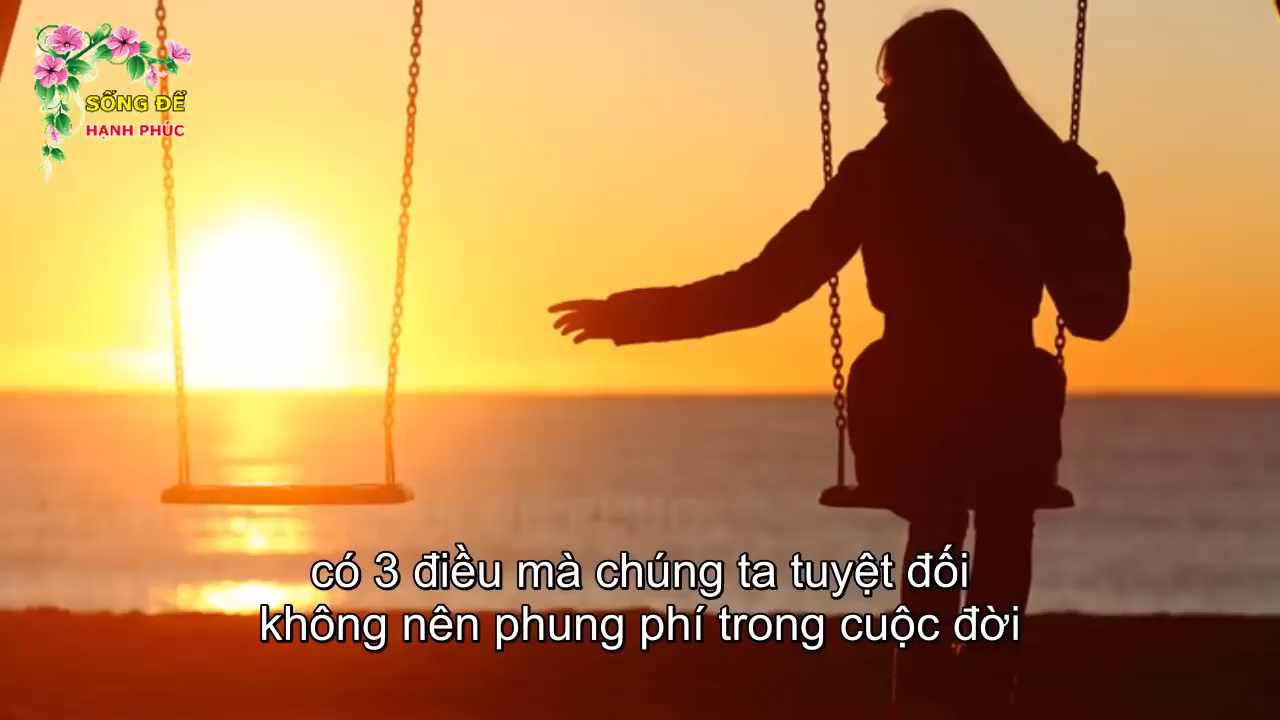 SỐNG ĐỂ
HẠNH PHÚC
có 3 điều mà chúng ta tuyệt đối
không nên phung phí trong cuộc đời